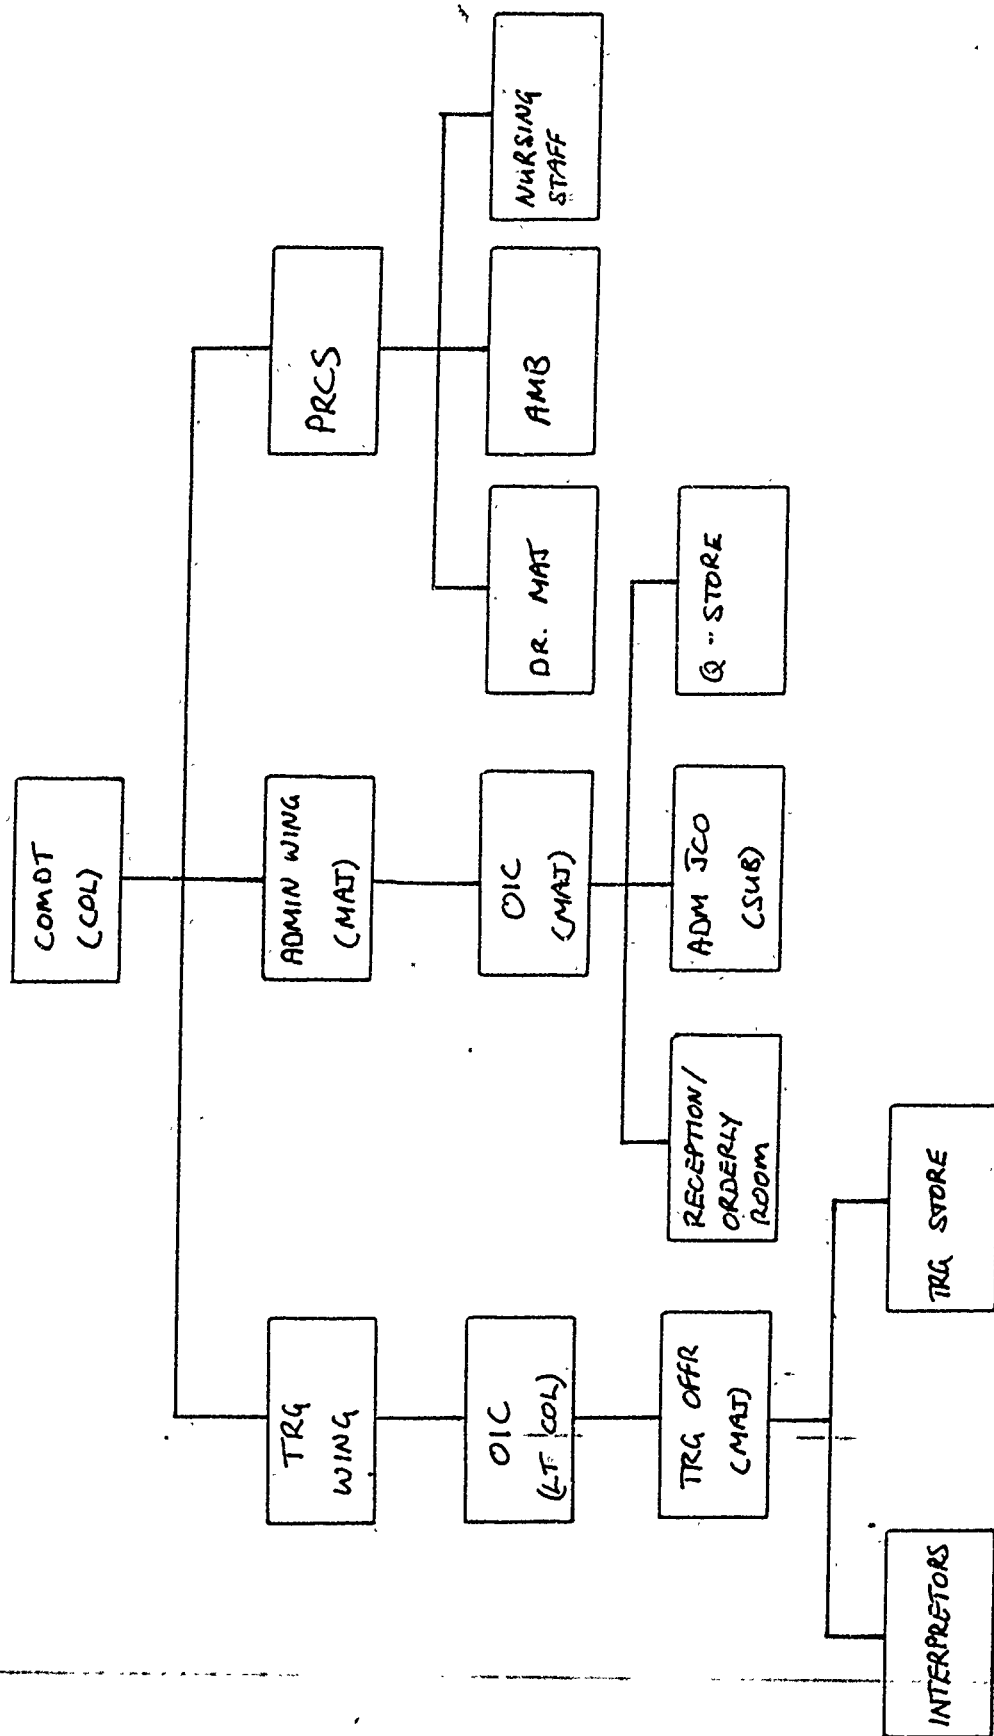 COMDT
(COL)
TRG
WING
ADMIN WING
(MAJ)
PRCS
OIC
(LT COL)
OIC
(MAJ)
DR. MAJ
AMB
NURSING
STAFF
TRG OFFR
(MAJ)
RECEPTION/
ORDERLY
ROOM
ADM JCO
(SUB)
Q-STORE
INTERPRETORS
TRG STORE